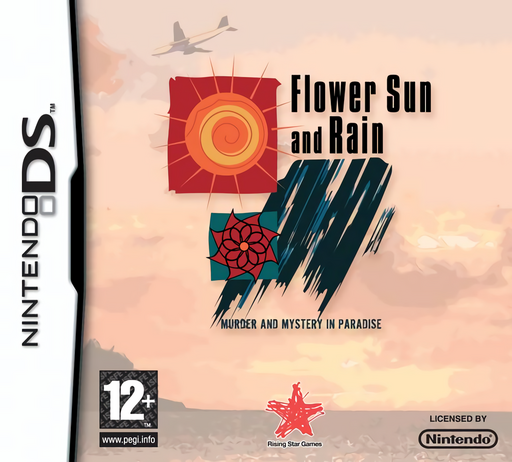 NINTENDO DS™
Flower Sun
and Rain
MURDER AND MYSTERY IN PARADISE
12+
™
www.pegi.info
Rising Star Games
LICENSED BY
Nintendo®